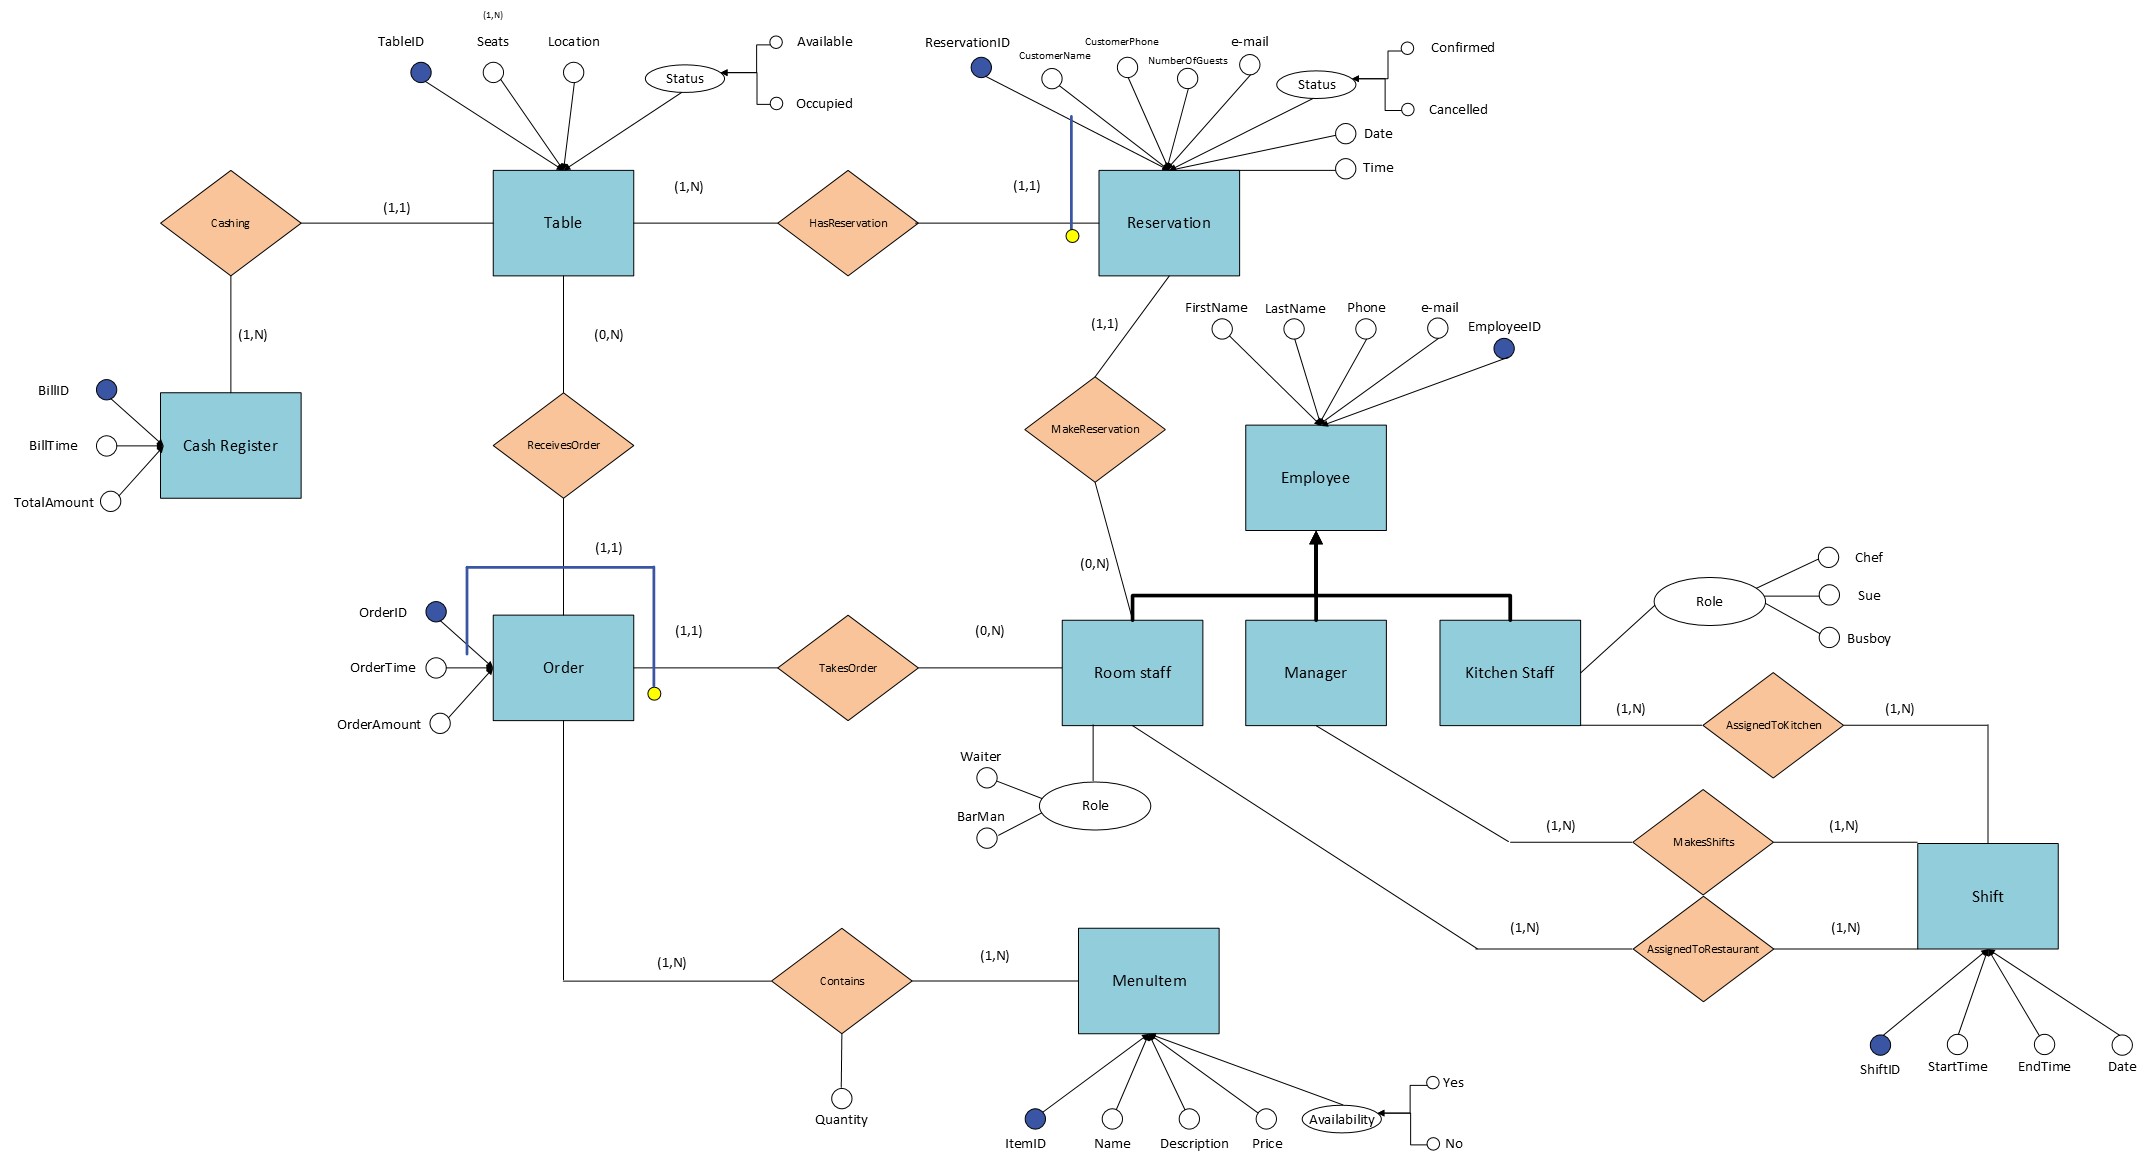 (1,N)
TableID
Seats
Location
Available
Status
Occupied
ReservationID
CustomerName
CustomerPhone
NumberOfGuests
e-mail
Status
Confirmed
Cancelled
Date
Time
Cashing
(1,1)
Table
(1,N)
HasReservation
(1,1)
Reservation
(1,N)
(0,N)
(1,1)
FirstName
LastName
Phone
e-mail
EmployeeID
BillID
BillTime
TotalAmount
Cash Register
ReceivesOrder
MakeReservation
Employee
(1,1)
(0,N)
OrderID
OrderTime
OrderAmount
Order
(1,1)
TakesOrder
(0,N)
Room staff
Manager
Kitchen Staff
Role
Chef
Sue
Busboy
(1,N)
AssignedToKitchen
(1,N)
Waiter
BarMan
Role
(1,N)
MakesShifts
(1,N)
Shift
(1,N)
AssignedToRestaurant
(1,N)
(1,N)
Contains
(1,N)
MenuItem
Quantity
ItemID
Name
Description
Price
Availability
Yes
No
ShiftID
StartTime
EndTime
Date